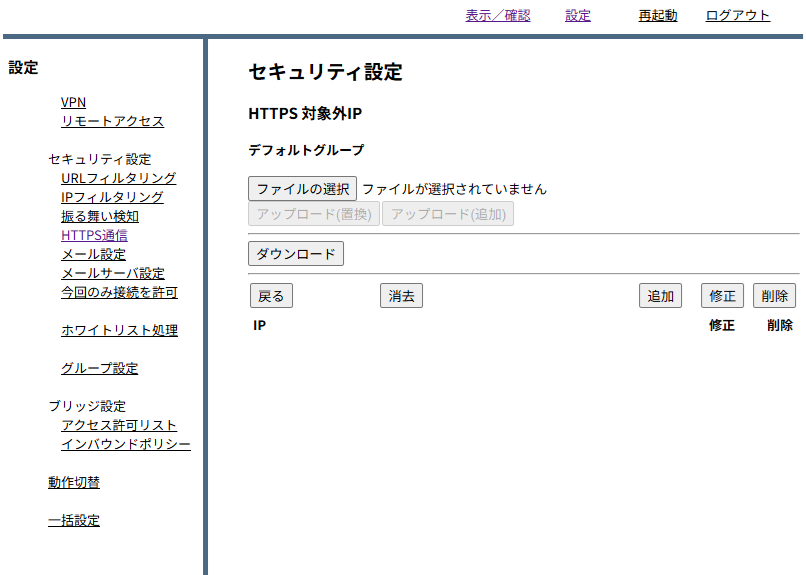 表示／確認 設定 再起動 ログアウト
設定
VPN
リモートアクセス
セキュリティ設定
URLフィルタリング
IPフィルタリング
振る舞い検知
HTTPS通信
メール設定
メールサーバ設定
今回のみ接続を許可
ホワイトリスト処理
グループ設定
ブリッジ設定
アクセス許可リスト
インバウンドポリシー
動作切替
一括設定
セキュリティ設定
HTTPS 対象外IP
デフォルトグループ
ファイルの選択 ファイルが選択されていません
アップロード(置換) アップロード(追加)
ダウンロード
戻る 消去 追加 修正 削除
IP 修正 削除